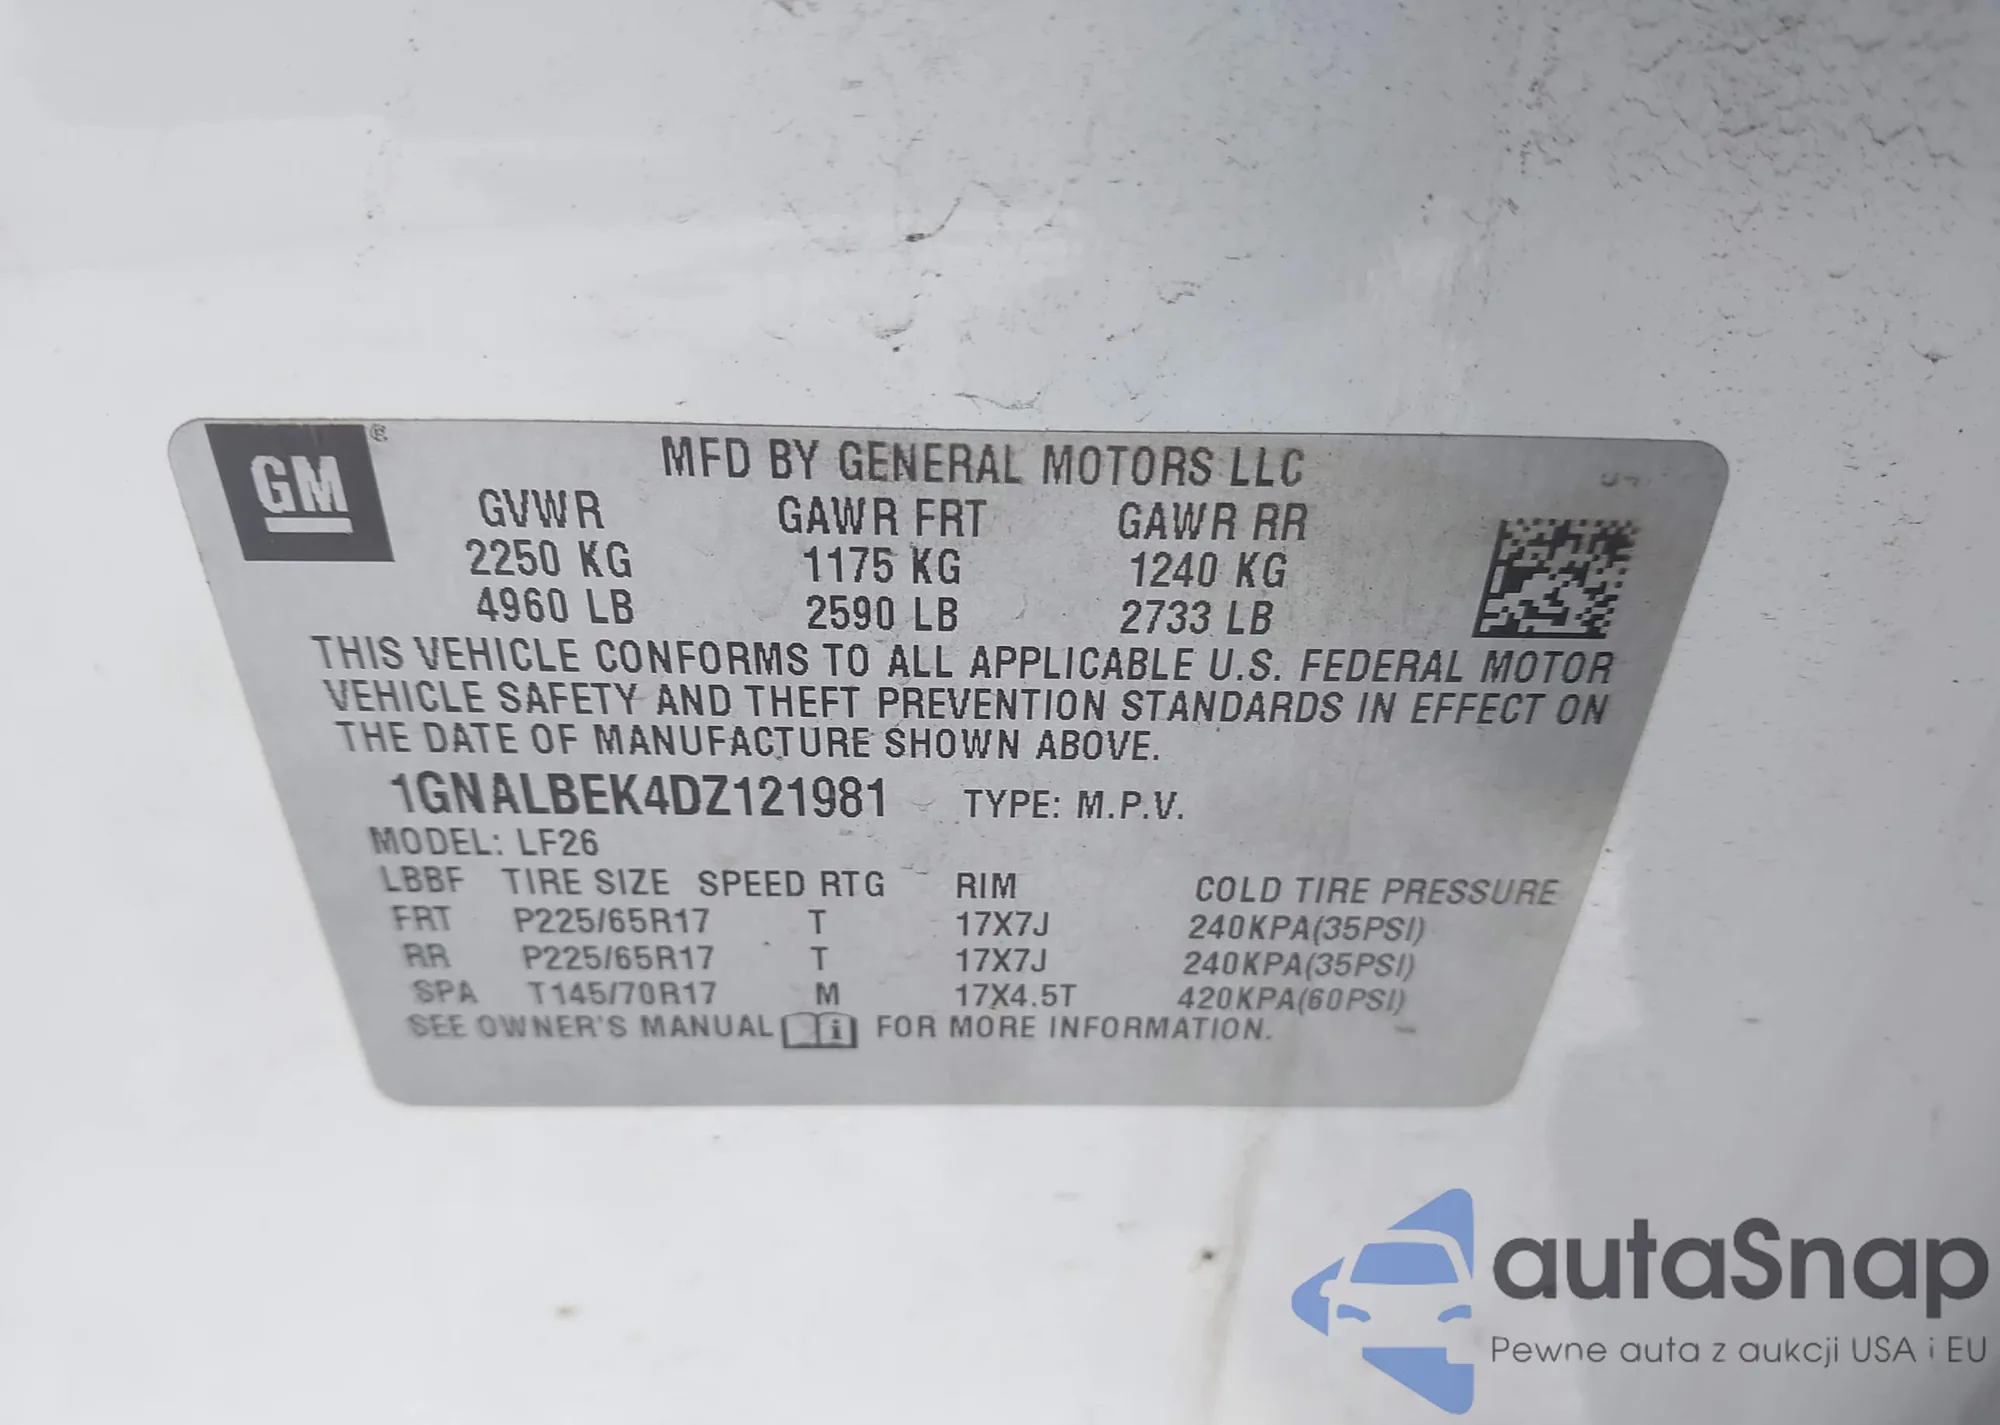 GM ®
MFD BY GENERAL MOTORS LLC
GVWR GAWR FRT GAWR RR
2250 KG 1175 KG 1240 KG
4960 LB 2590 LB 2733 LB
THIS VEHICLE CONFORMS TO ALL APPLICABLE U.S. FEDERAL MOTOR
VEHICLE SAFETY AND THEFT PREVENTION STANDARDS IN EFFECT ON
THE DATE OF MANUFACTURE SHOWN ABOVE.
1GNALBEK4DZ121981 TYPE: M.P.V.
MODEL: LF26
LBBF TIRE SIZE SPEED RTG RIM COLD TIRE PRESSURE
FRT P225/65R17 T 17X7J 240KPA(35PSI)
RR P225/65R17 T 17X7J 240KPA(35PSI)
SPA T145/70R17 M 17X4.5T 420KPA(60PSI)
SEE OWNER'S MANUAL i FOR MORE INFORMATION.
autaSnap
Pewne auta z aukcji USA i EU